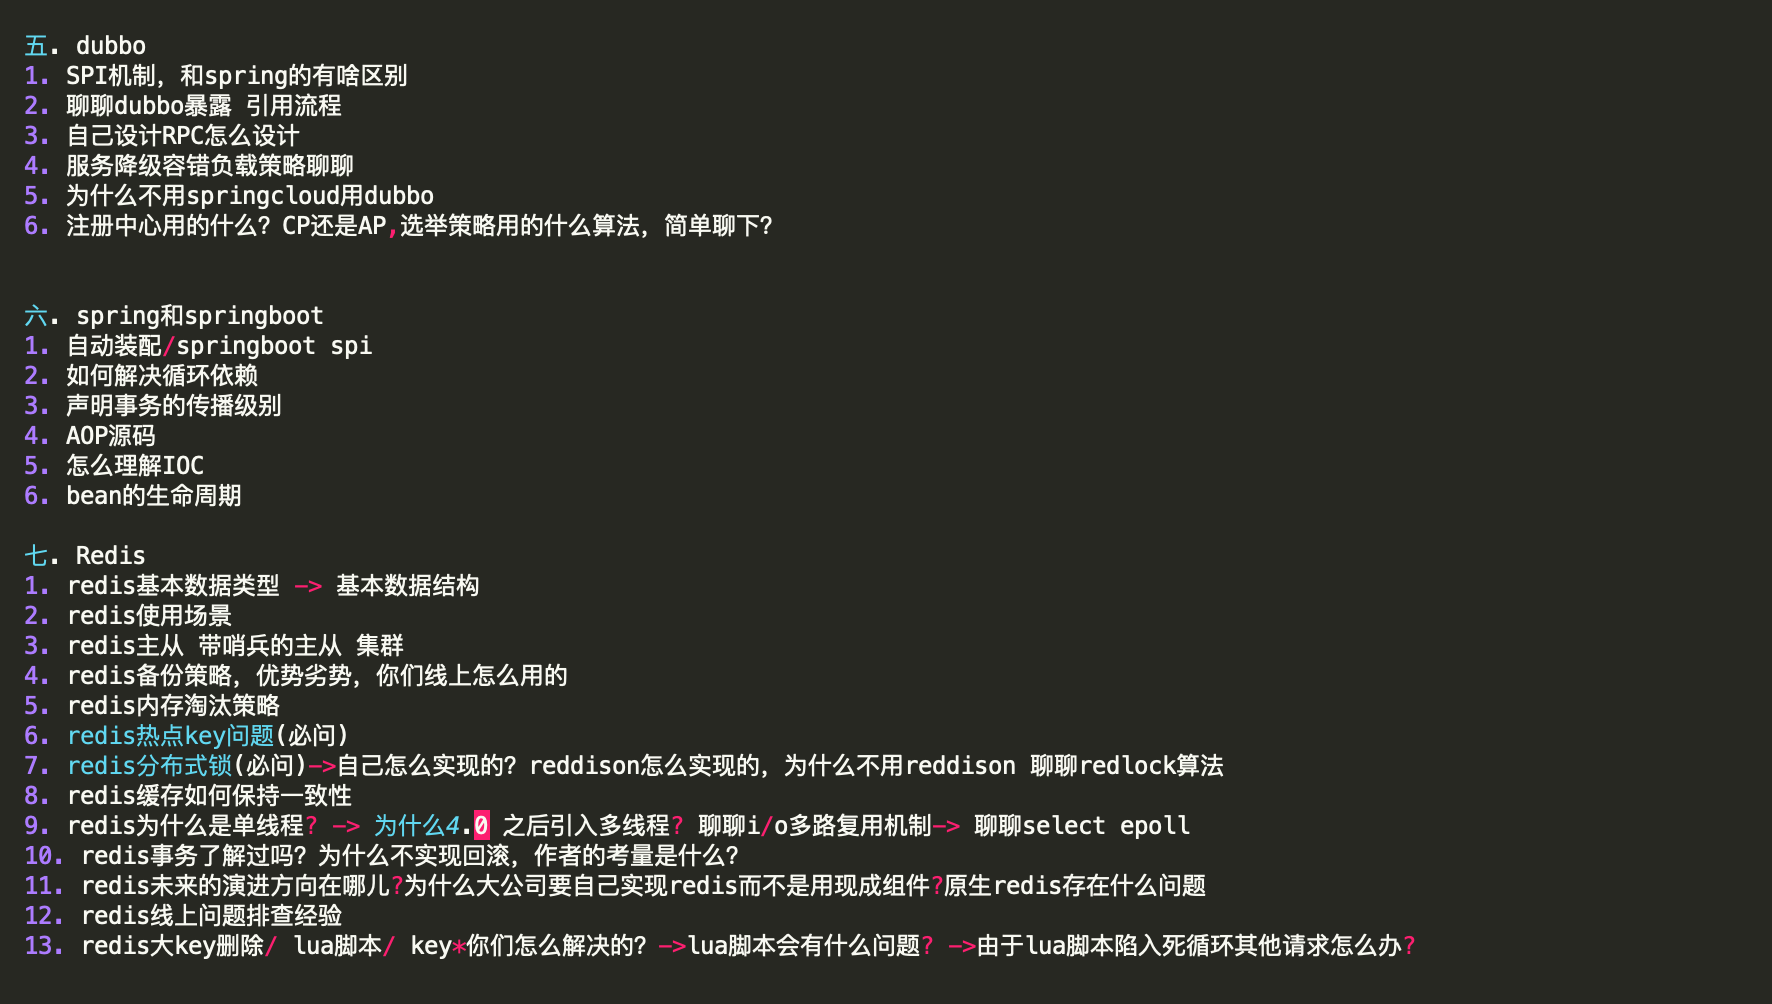 五. dubbo
1. SPI机制，和spring的有啥区别
2. 聊聊dubbo暴露 引用流程
3. 自己设计RPC怎么设计
4. 服务降级容错负载策略聊聊
5. 为什么不用springcloud用dubbo
6. 注册中心用的什么？CP还是AP,选举策略用的什么算法，简单聊下？
六. spring和springboot
1. 自动装配/springboot spi
2. 如何解决循环依赖
3. 声明事务的传播级别
4. AOP源码
5. 怎么理解IOC
6. bean的生命周期
七. Redis
1. redis基本数据类型 -> 基本数据结构
2. redis使用场景
3. redis主从 带哨兵的主从 集群
4. redis备份策略，优势劣势，你们线上怎么用的
5. redis内存淘汰策略
6. redis热点key问题(必问)
7. redis分布式锁(必问)->自己怎么实现的？reddison怎么实现的，为什么不用reddison 聊聊redlock算法
8. redis缓存如何保持一致性
9. redis为什么是单线程? -> 为什么4.0 之后引入多线程? 聊聊i/o多路复用机制-> 聊聊select epoll
10. redis事务了解过吗？为什么不实现回滚，作者的考量是什么？
11. redis未来的演进方向在哪儿?为什么大公司要自己实现redis而不是用现成组件?原生redis存在什么问题
12. redis线上问题排查经验
13. redis大key删除/ lua脚本/ key*你们怎么解决的？->lua脚本会有什么问题? ->由于lua脚本陷入死循环其他请求怎么办?